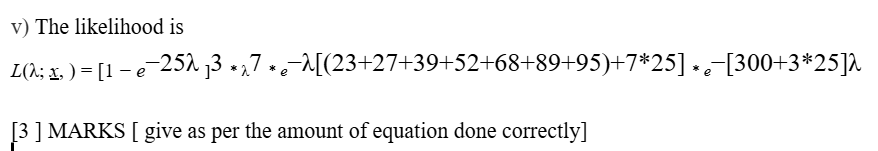 v) The likelihood is
L(λ; x, ) = [1 − e−25λ ]3 * λ7 * e−λ[(23+27+39+52+68+89+95)+7*25] * e−[300+3*25]λ
[3 ] MARKS [ give as per the amount of equation done correctly]